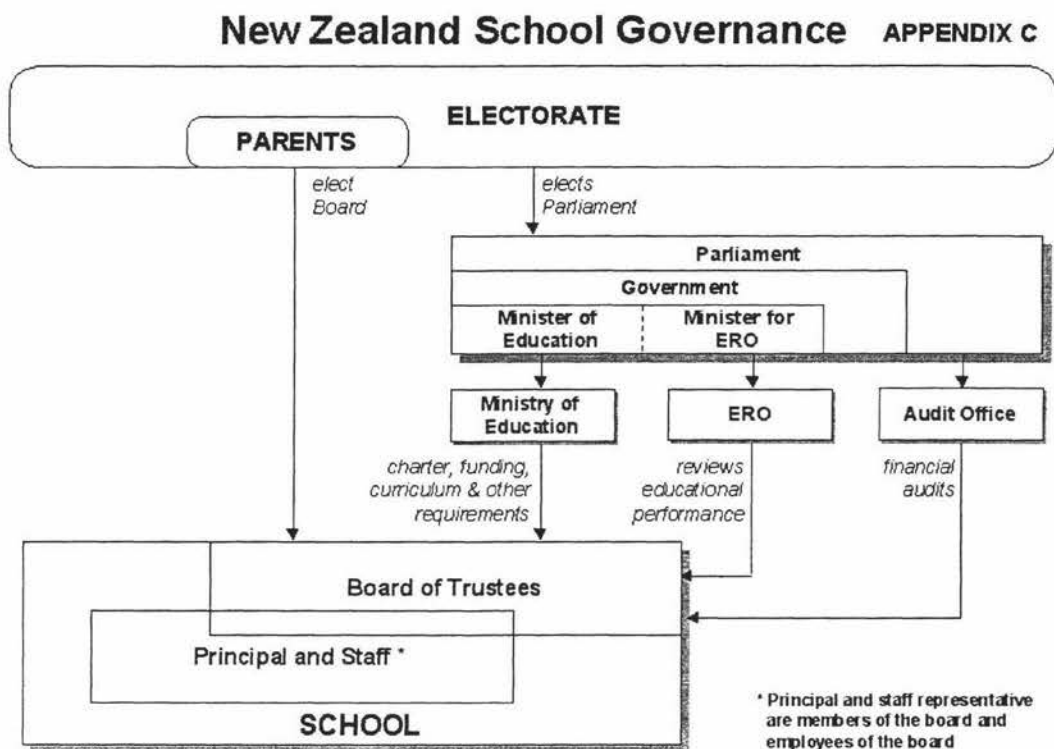 New Zealand School Governance APPENDIX C
ELECTORATE
PARENTS
elect
Board
elects
Parliament
Parliament
Government
Minister of
Education
Minister for
ERO
Ministry of
Education
ERO
Audit Office
charter, funding,
curriculum & other
requirements
reviews
educational
performance
financial
audits
Board of Trustees
Principal and Staff *
SCHOOL
* Principal and staff representative
are members of the board and
employees of the board